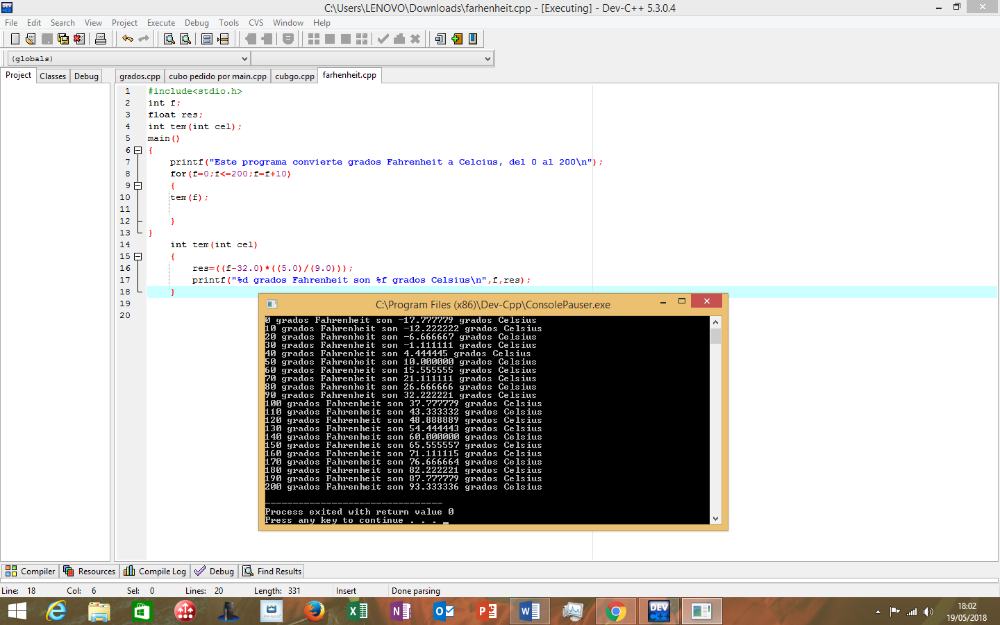 C:\Users\LENOVO\Downloads\farhenheit.cpp - [Executing] - Dev-C++ 5.3.0.4
File Edit Search View Project Execute Debug Tools CVS Window Help
(globals)
Project Classes Debug
grados.cpp cubo pedido por main.cpp cubgo.cpp farhenheit.cpp
1 #include<stdio.h>
2 int f;
3 float res;
4 int tem(int cel);
5 main()
6 {
7 printf("Este programa convierte grados Fahrenheit a Celcius, del 0 al 200\n");
8 for(f=0;f<=200;f=f+10)
9 {
10 tem(f);
11
12 }
13 }
14 int tem(int cel)
15 {
16 res=((f-32.0)*((5.0)/(9.0)));
17 printf("%d grados Fahrenheit son %f grados Celsius\n",f,res);
18 }
19
20
C:\Program Files (x86)\Dev-Cpp\ConsolePauser.exe
0 grados Fahrenheit son -17.777779 grados Celsius
10 grados Fahrenheit son -12.222222 grados Celsius
20 grados Fahrenheit son -6.666667 grados Celsius
30 grados Fahrenheit son -1.111111 grados Celsius
40 grados Fahrenheit son 4.444445 grados Celsius
50 grados Fahrenheit son 10.000000 grados Celsius
60 grados Fahrenheit son 15.555555 grados Celsius
70 grados Fahrenheit son 21.111111 grados Celsius
80 grados Fahrenheit son 26.666666 grados Celsius
90 grados Fahrenheit son 32.222221 grados Celsius
100 grados Fahrenheit son 37.777779 grados Celsius
110 grados Fahrenheit son 43.333332 grados Celsius
120 grados Fahrenheit son 48.888889 grados Celsius
130 grados Fahrenheit son 54.444443 grados Celsius
140 grados Fahrenheit son 60.000000 grados Celsius
150 grados Fahrenheit son 65.555557 grados Celsius
160 grados Fahrenheit son 71.111115 grados Celsius
170 grados Fahrenheit son 76.666664 grados Celsius
180 grados Fahrenheit son 82.222221 grados Celsius
190 grados Fahrenheit son 87.777779 grados Celsius
200 grados Fahrenheit son 93.333336 grados Celsius
--------------------------------
Process exited with return value 0
Press any key to continue . . . _
Compiler Resources Compile Log Debug Find Results
Line: 18 Col: 6 Sel: 0 Lines: 20 Length: 331 Insert Done parsing
DEV C++
18:02
19/05/2018